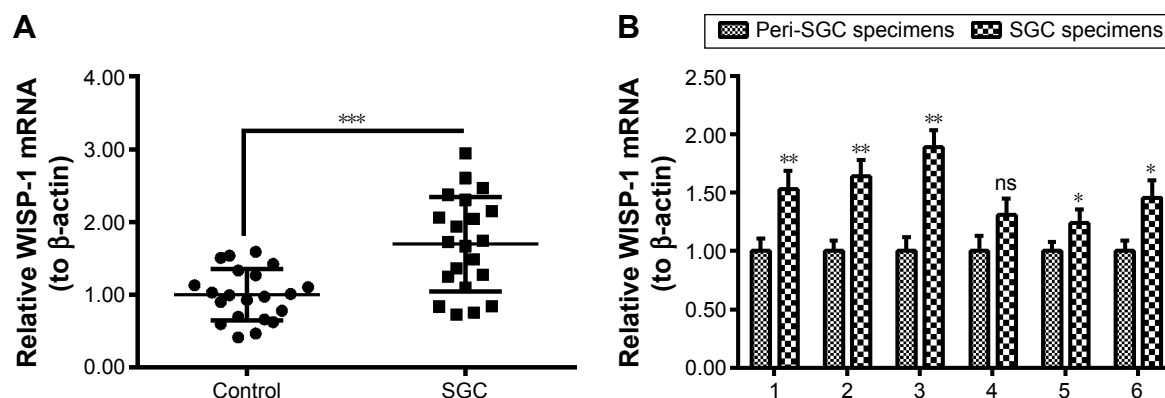 A
Relative WISP-1 mRNA
(to β-actin)
4.00
3.00
2.00
1.00
0.00
***
Control
SGC
B
Peri-SGC specimens
SGC specimens
Relative WISP-1 mRNA
(to β-actin)
2.50
2.00
1.50
1.00
0.50
0.00
**
**
**
ns
*
*
1
2
3
4
5
6